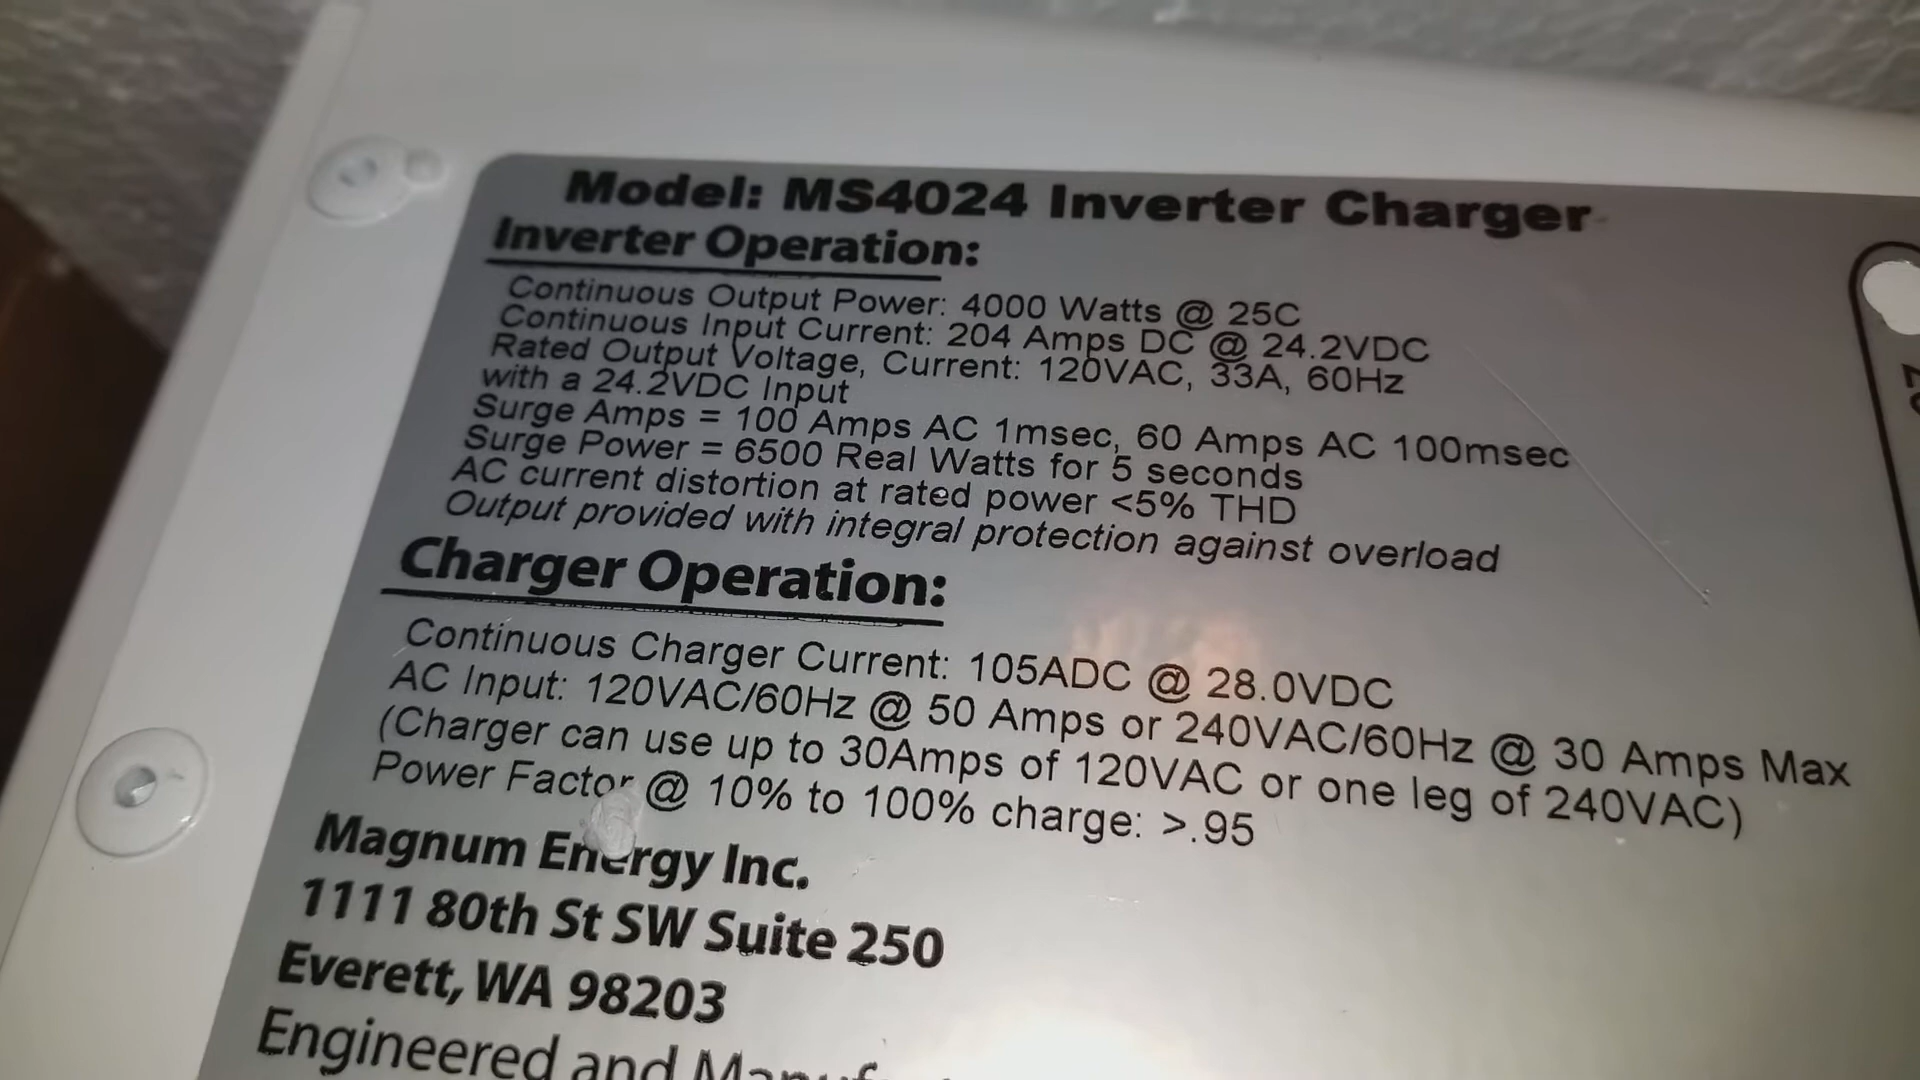 Model: MS4024 Inverter Charger
Inverter Operation:
Continuous Output Power: 4000 Watts @ 25C
Continuous Input Current: 204 Amps DC @ 24.2VDC
Rated Output Voltage, Current: 120VAC, 33A, 60Hz
with a 24.2VDC Input
Surge Amps = 100 Amps AC 1msec, 60 Amps AC 100msec
Surge Power = 6500 Real Watts for 5 seconds
AC current distortion at rated power <5% THD
Output provided with integral protection against overload
Charger Operation:
Continuous Charger Current: 105ADC @ 28.0VDC
AC Input: 120VAC/60Hz @ 50 Amps or 240VAC/60Hz @ 30 Amps Max
(Charger can use up to 30Amps of 120VAC or one leg of 240VAC)
Power Factor @ 10% to 100% charge: >.95
Magnum Energy Inc.
1111 80th St SW Suite 250
Everett, WA 98203
Engineered and